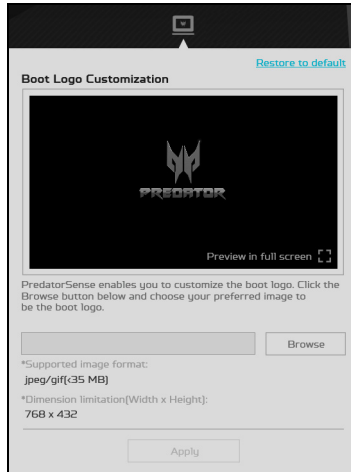 Restore to default
Boot Logo Customization
PREDATOR
Preview in full screen
PredatorSense enables you to customize the boot logo. Click the
Browse button below and choose your preferred image to
be the boot logo.
Browse
*Supported image format:
jpeg/gif(<35 MB)
*Dimension limitation(Width x Height):
768 x 432
Apply